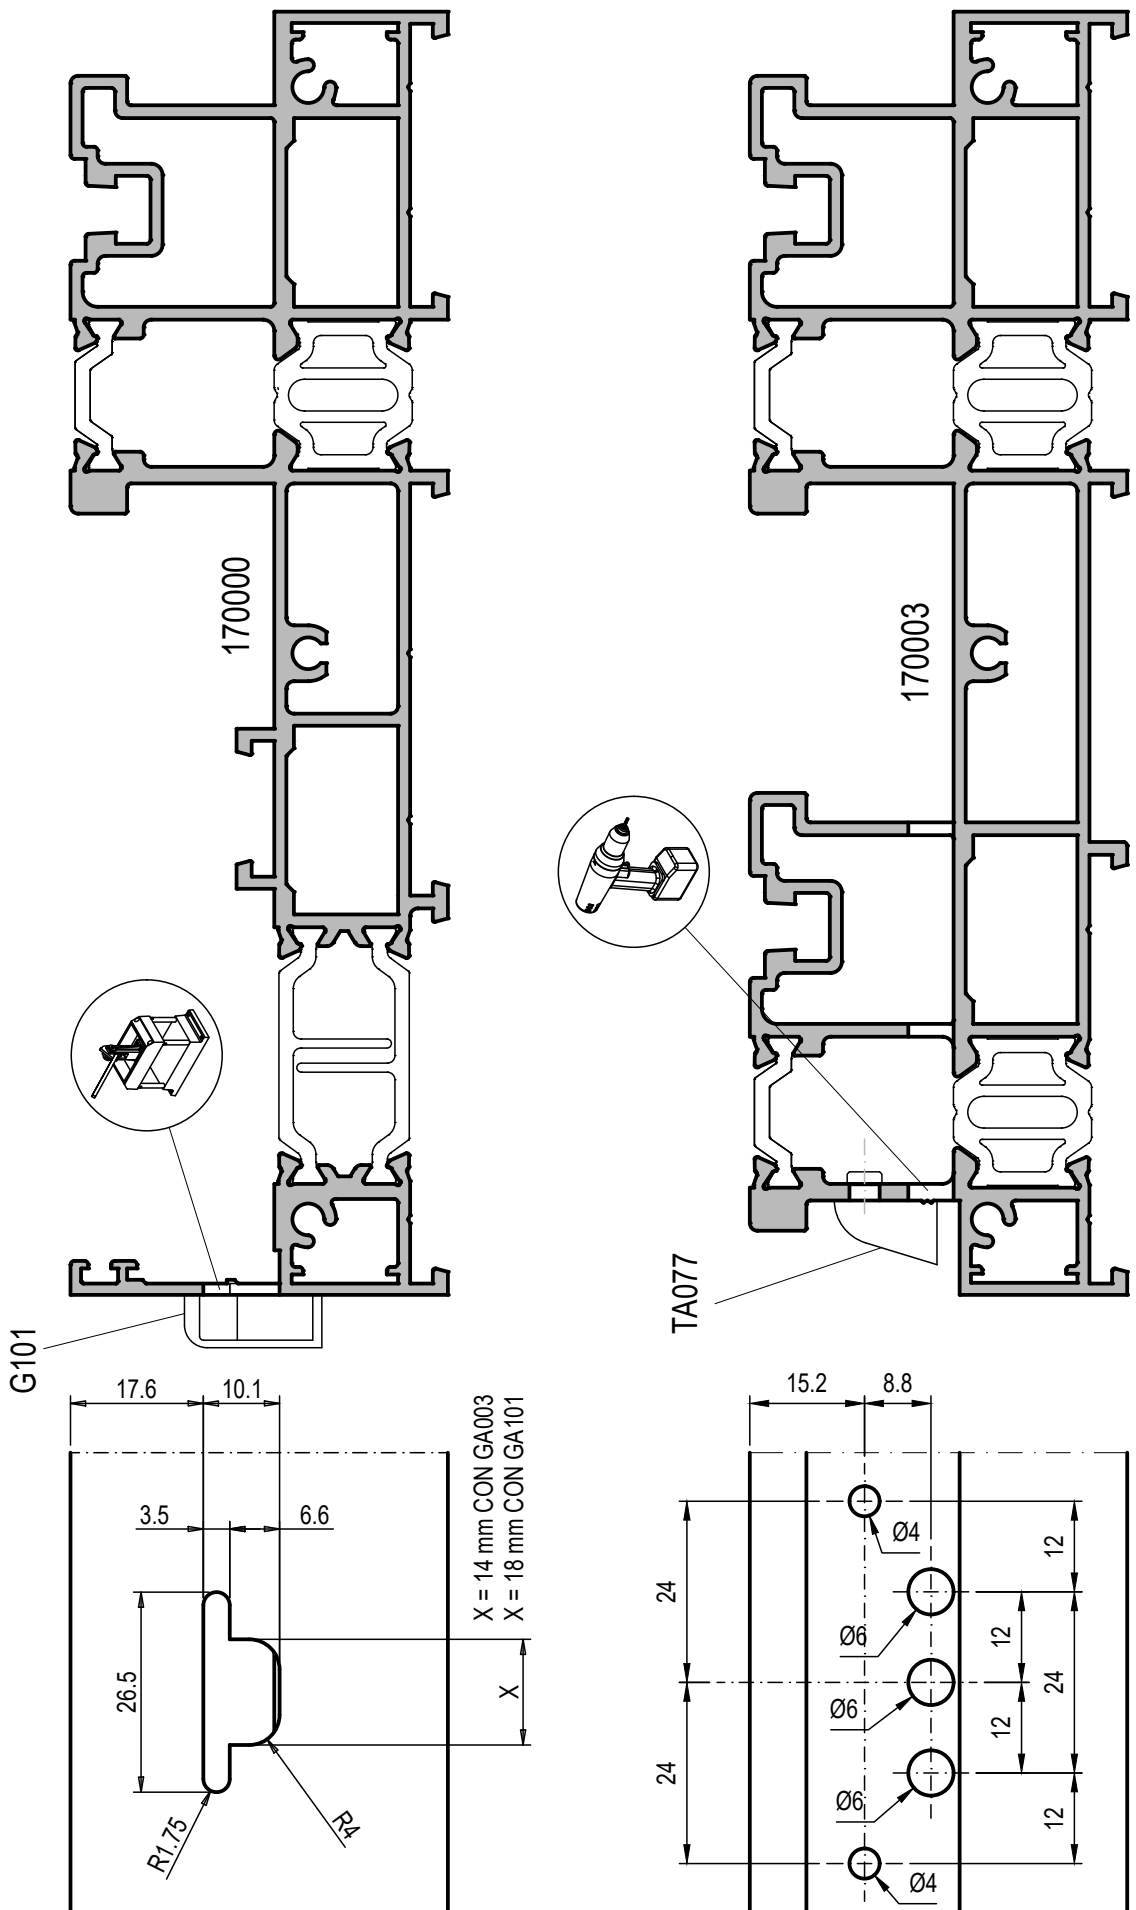 170000
170003
G101
TA077
17.6
10.1
3.5
6.6
26.5
X
R1.75
R4
X = 14 mm CON GA003
X = 18 mm CON GA101
15.2
8.8
Ø4
24
12
Ø6
12
Ø6
24
12
24
Ø6
12
Ø4